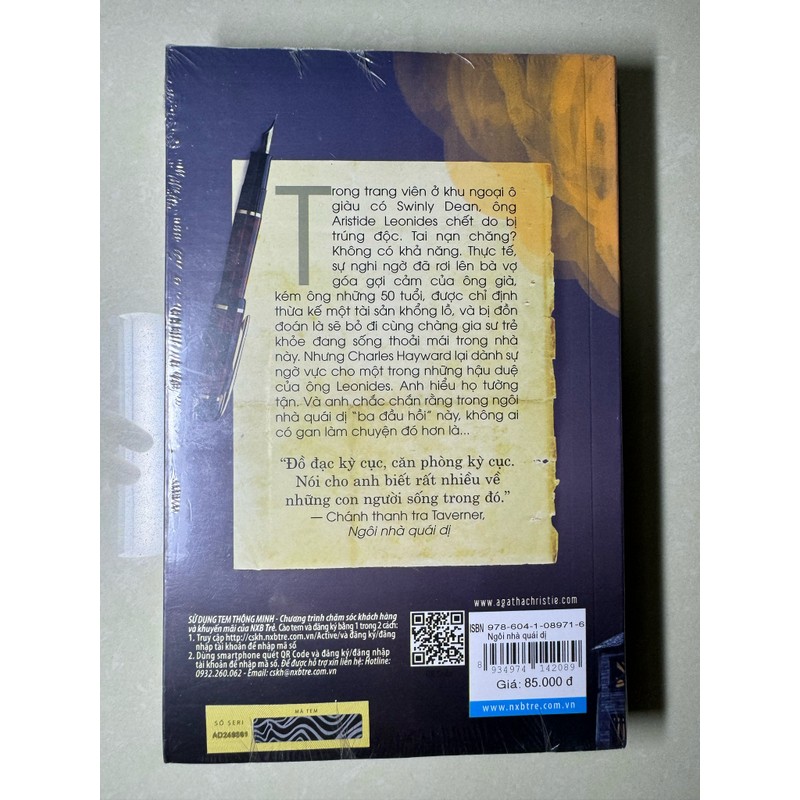 Trong trang viên ở khu ngoại ô
giàu có Swinly Dean, ông
Aristide Leonides chết do bị
trúng độc. Tai nạn chăng?
Không có khả năng. Thực tế,
sự nghi ngờ đã rơi lên bà vợ
góa gợi cảm của ông già,
kém ông những 50 tuổi, được chỉ định
thừa kế một tài sản khổng lồ, và bị đồn
đoán là sẽ bỏ đi cùng chàng gia sư trẻ
khỏe đang sống thoải mái trong nhà
này. Nhưng Charles Hayward lại dành sự
ngờ vực cho một trong những hậu duệ
của ông Leonides. Anh hiểu họ tường
tận. Và anh chắc chắn rằng trong ngôi
nhà quái dị “ba đầu hồi” này, không ai
có gan làm chuyện đó hơn là...
“Đồ đạc kỳ cục, căn phòng kỳ cục.
Nói cho anh biết rất nhiều về
những con người sống trong đó.”
— Chánh thanh tra Taverner,
Ngôi nhà quái dị
www.agathachristie.com
SỬ DỤNG TEM THÔNG MINH - Chương trình chăm sóc khách hàng
và khuyến mãi của NXB Trẻ. Cào tem và đăng ký bằng 1 trong 2 cách:
1. Truy cập http://cskh.nxbtre.com.vn/Active/và đăng ký/đăng
nhập tài khoản để nhập mã số
2. Dùng smartphone quét QR Code và đăng ký/đăng nhập
tài khoản để nhập mã số. Để được hỗ trợ xin liên hệ: Hotline:
0932.260.062 - Email: cskh@nxbtre.com.vn
ISBN 978-604-1-08971-6
Ngôi nhà quái dị
8 934974 142089
Giá: 85.000 đ
www.nxbtre.com.vn
MÃ TEM
SỐ SERI